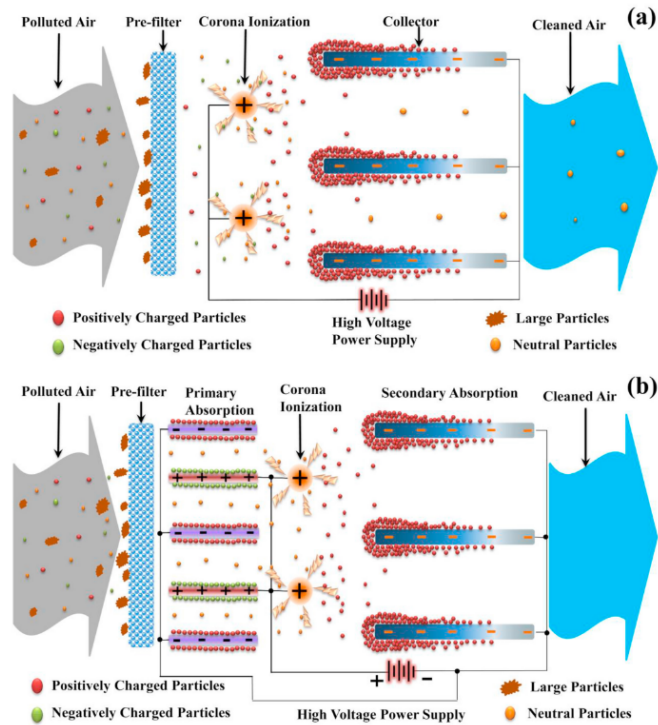 (a)
Polluted Air
Pre-filter
Corona Ionization
Collector
Cleaned Air
+
+
Positively Charged Particles
Negatively Charged Particles
High Voltage
Power Supply
Large Particles
Neutral Particles
(b)
Polluted Air
Pre-filter
Primary
Absorption
Corona
Ionization
Secondary Absorption
Cleaned Air
- - - -
+ + + +
+
- - - -
+ + + +
+
- - - -
+ -
Positively Charged Particles
Negatively Charged Particles
High Voltage Power Supply
Large Particles
Neutral Particles